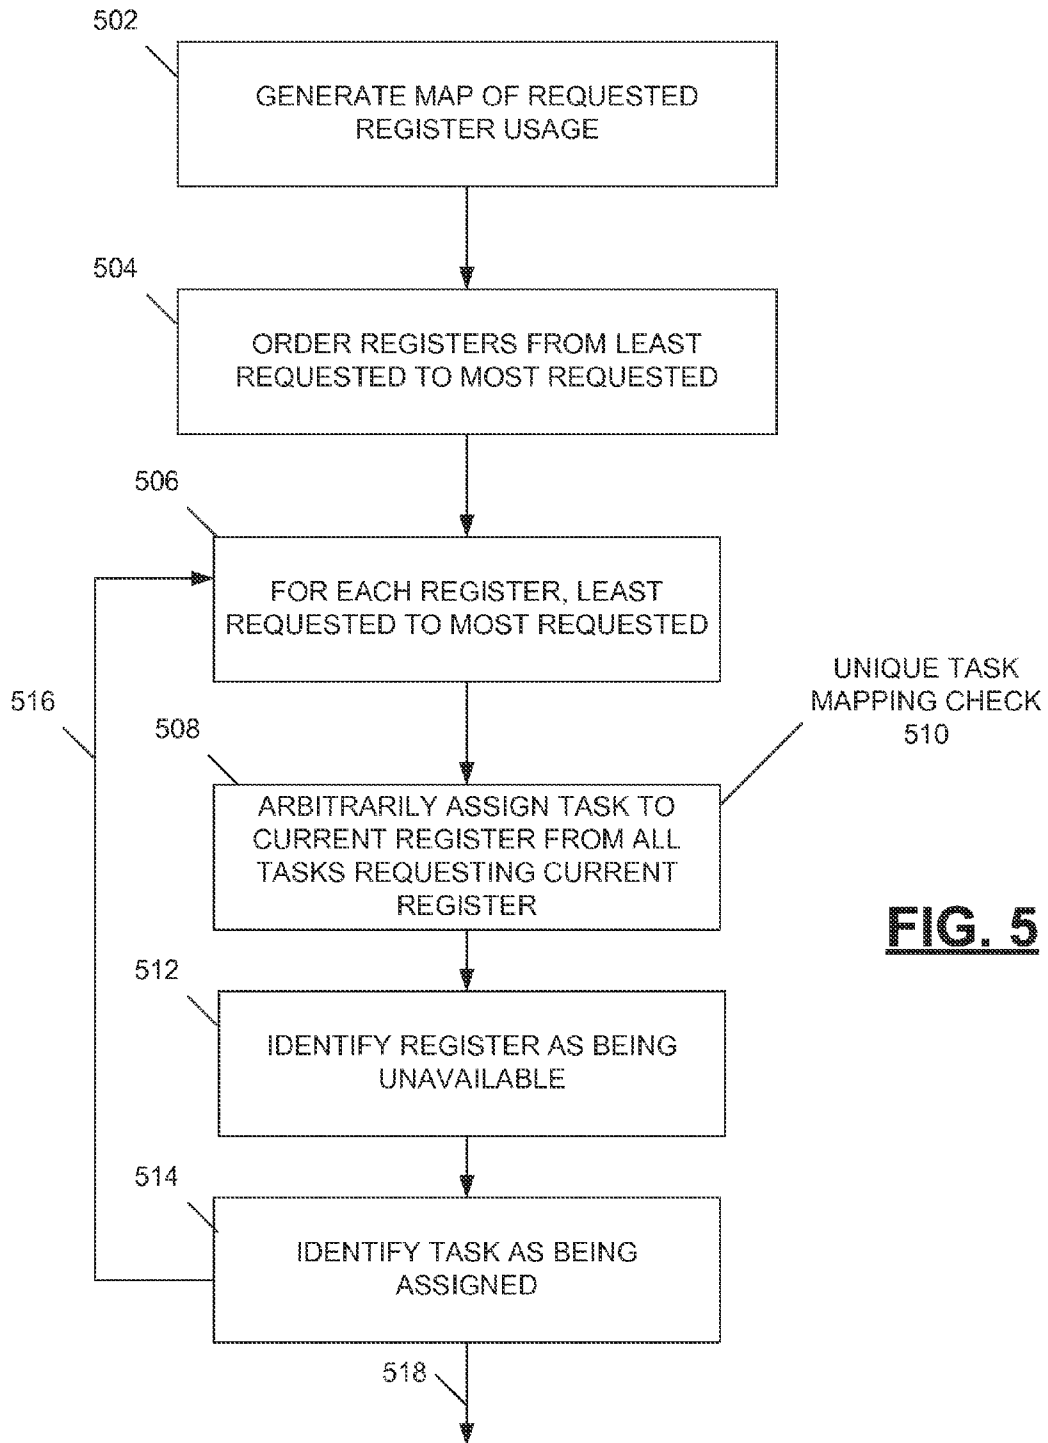 502
GENERATE MAP OF REQUESTED
REGISTER USAGE
504
ORDER REGISTERS FROM LEAST
REQUESTED TO MOST REQUESTED
506
FOR EACH REGISTER, LEAST
REQUESTED TO MOST REQUESTED
516
UNIQUE TASK
MAPPING CHECK
510
508
ARBITRARILY ASSIGN TASK TO
CURRENT REGISTER FROM ALL
TASKS REQUESTING CURRENT
REGISTER
FIG. 5
512
IDENTIFY REGISTER AS BEING
UNAVAILABLE
514
IDENTIFY TASK AS BEING
ASSIGNED
518